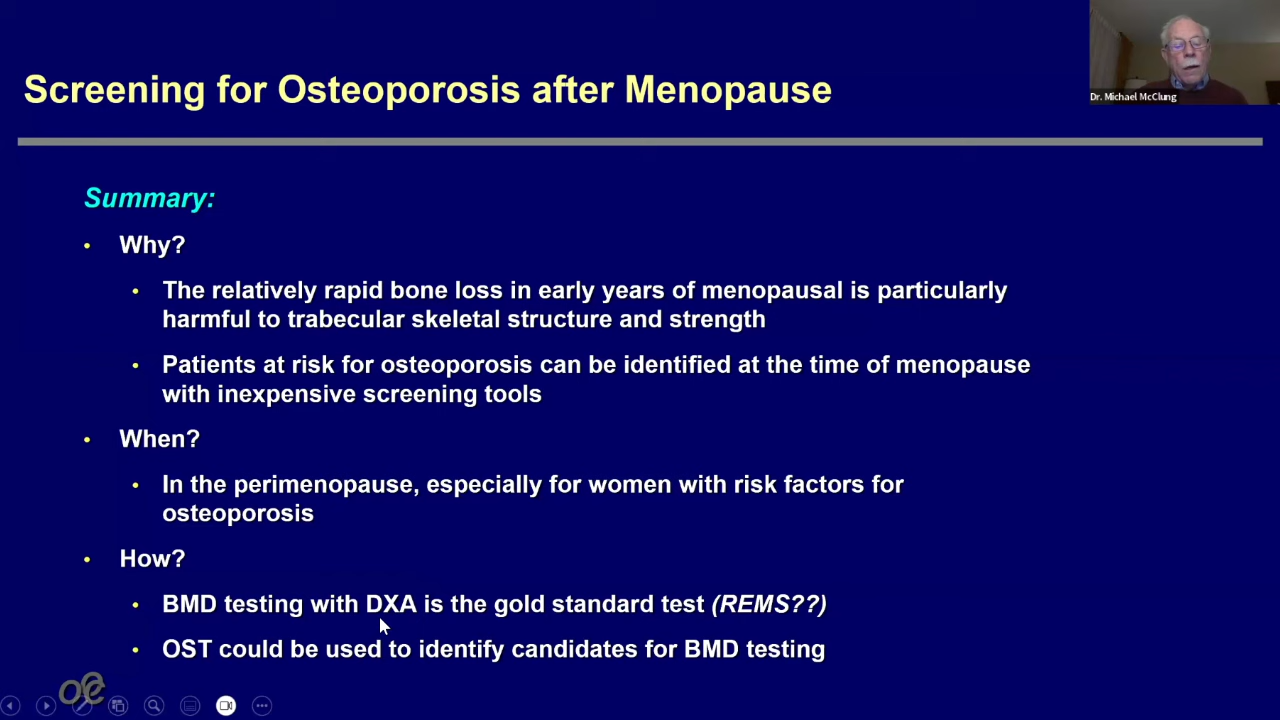 Dr. Michael McClung
Screening for Osteoporosis after Menopause
Summary:
• Why?
• The relatively rapid bone loss in early years of menopausal is particularly
harmful to trabecular skeletal structure and strength
• Patients at risk for osteoporosis can be identified at the time of menopause
with inexpensive screening tools
• When?
• In the perimenopause, especially for women with risk factors for
osteoporosis
• How?
• BMD testing with DXA is the gold standard test (REMS??)
• OST could be used to identify candidates for BMD testing